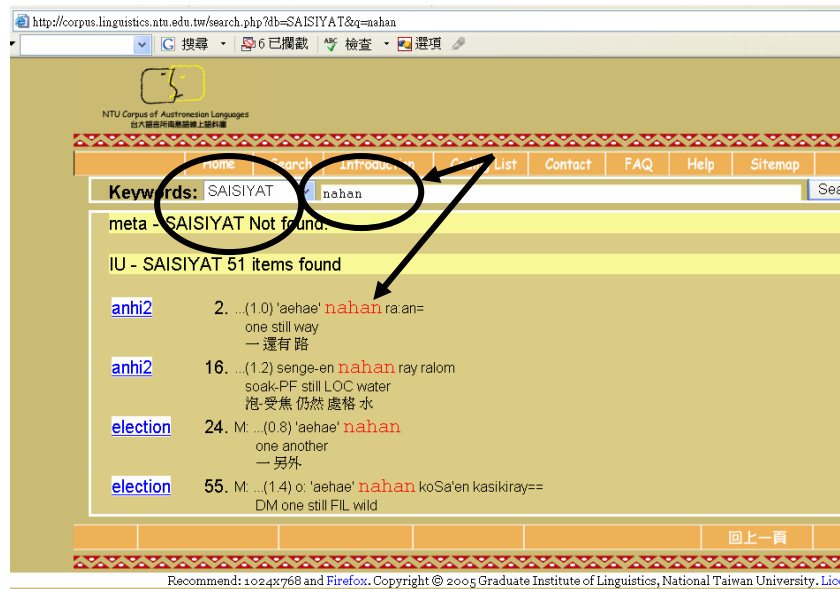 http://corpus.linguistics.ntu.edu.tw/search.php?db=SAISIYAT&q=nahan
搜尋 6 已攔截 檢查 選項
NTU Corpus of Austronesian Languages
台大語言所南島語線上語料庫
Home Search Introduction Coding List Contact FAQ Help Sitemap
Keywords: SAISIYAT nahan
meta - SAISIYAT Not found.
IU - SAISIYAT 51 items found
anhi2 2. ...(1.0) 'aehae' nahan ra:an=
one still way
一 還有 路
anhi2 16. ...(1.2) senge-en nahan ray ralom
soak-PF still LOC water
泡-受焦 仍然 處格 水
election 24. M: ...(0.8) 'aehae' nahan
one another
一 另外
election 55. M: ...(1.4) o: 'aehae' nahan koSa'en kasikiray==
DM one still FIL wild
回上一頁
Recommend: 1024x768 and Firefox. Copyright © 2005 Graduate Institute of Linguistics, National Taiwan University.